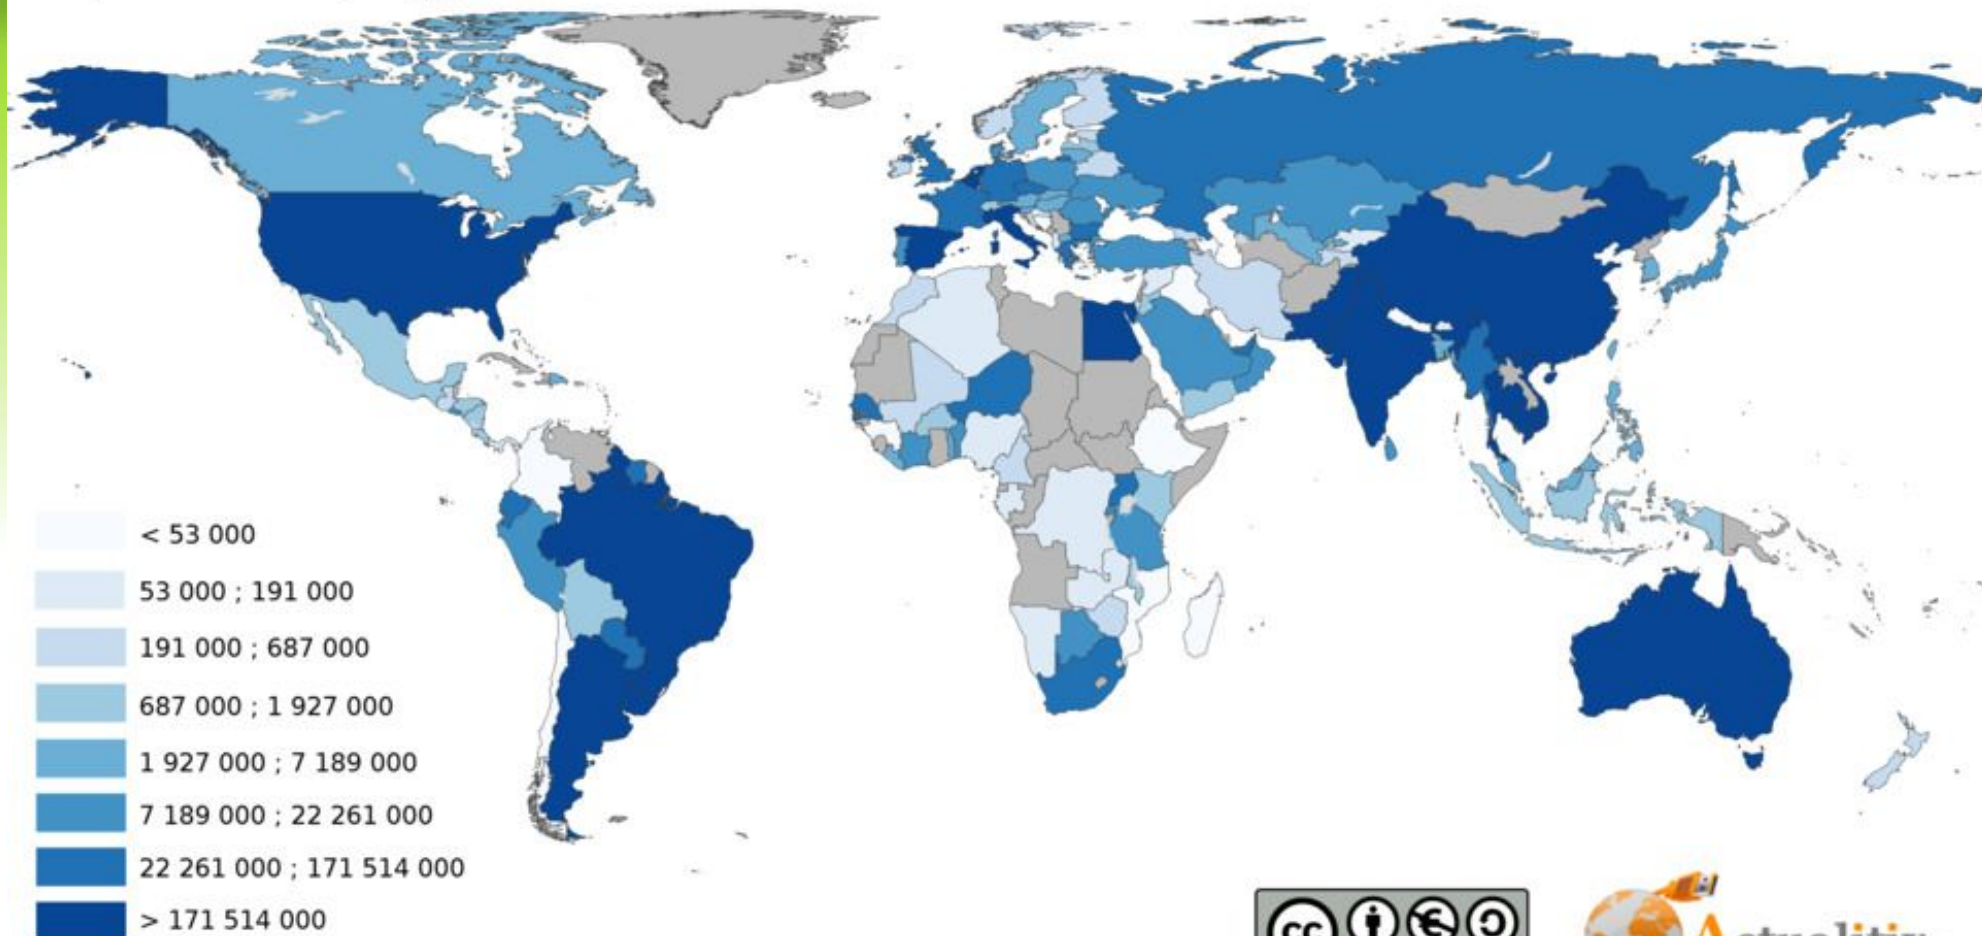 < 53 000
53 000 ; 191 000
191 000 ; 687 000
687 000 ; 1 927 000
1 927 000 ; 7 189 000
7 189 000 ; 22 261 000
22 261 000 ; 171 514 000
> 171 514 000
cc